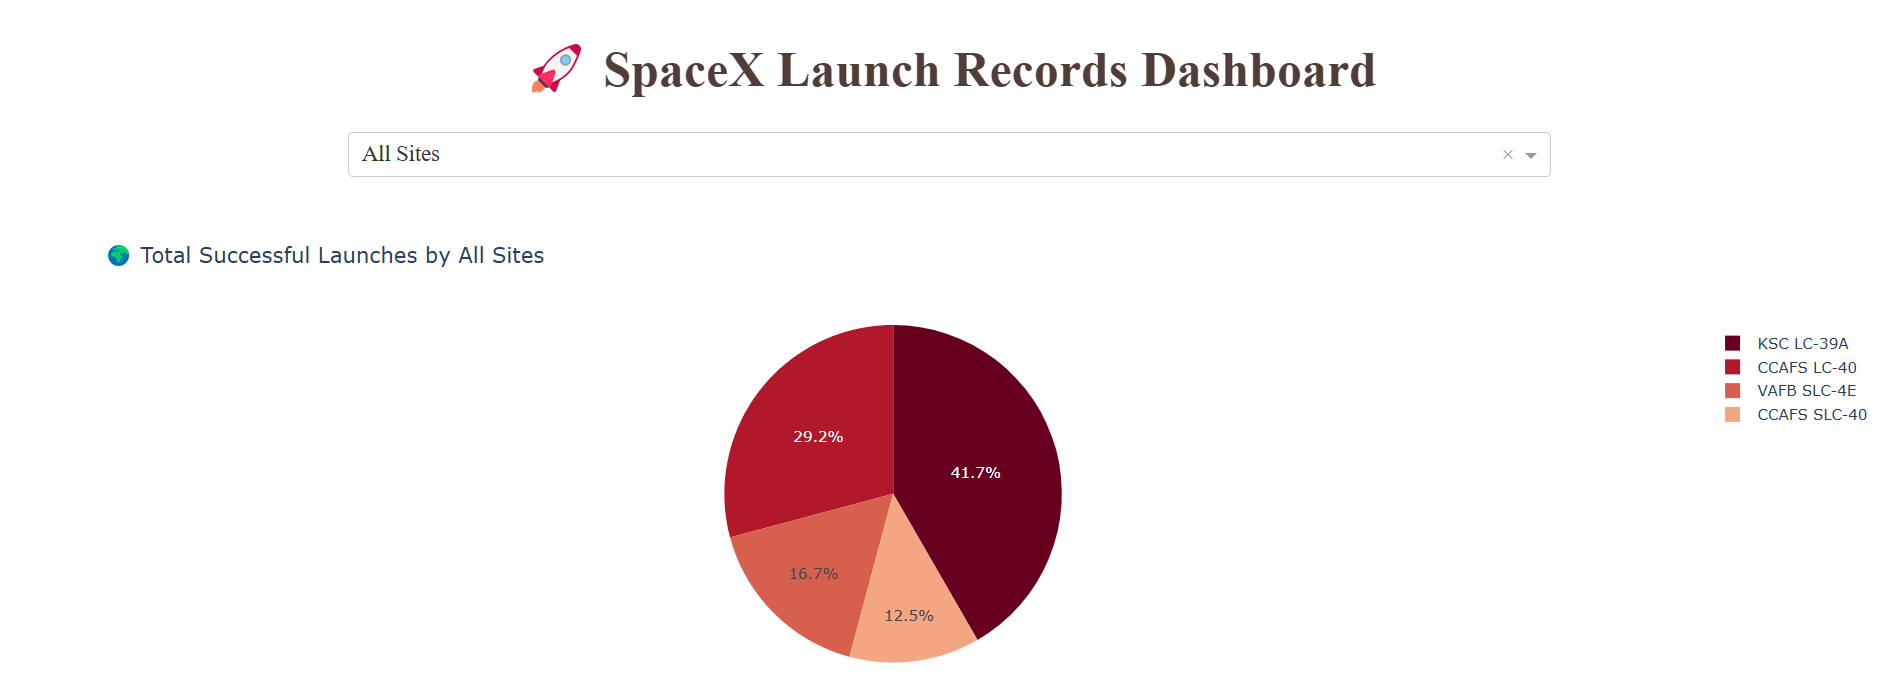 🚀 SpaceX Launch Records Dashboard
All Sites
🌍 Total Successful Launches by All Sites
KSC LC-39A
CCAFS LC-40
VAFB SLC-4E
CCAFS SLC-40
29.2%
41.7%
16.7%
12.5%